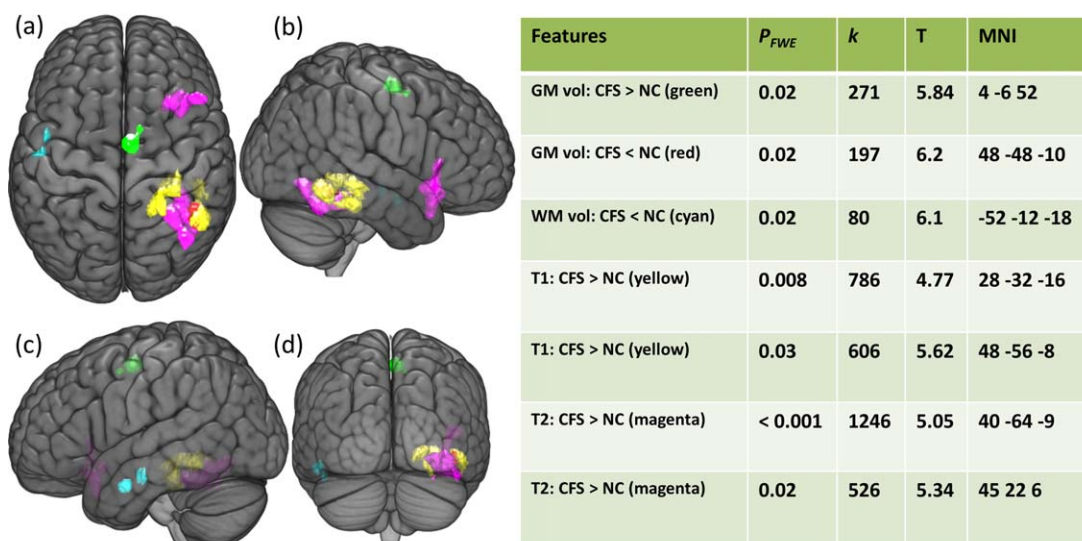 (a)
(b)
(c)
(d)
Features P_FWE k T MNI
GM vol: CFS > NC (green) 0.02 271 5.84 4 -6 52
GM vol: CFS < NC (red) 0.02 197 6.2 48 -48 -10
WM vol: CFS < NC (cyan) 0.02 80 6.1 -52 -12 -18
T1: CFS > NC (yellow) 0.008 786 4.77 28 -32 -16
T1: CFS > NC (yellow) 0.03 606 5.62 48 -56 -8
T2: CFS > NC (magenta) < 0.001 1246 5.05 40 -64 -9
T2: CFS > NC (magenta) 0.02 526 5.34 45 22 6